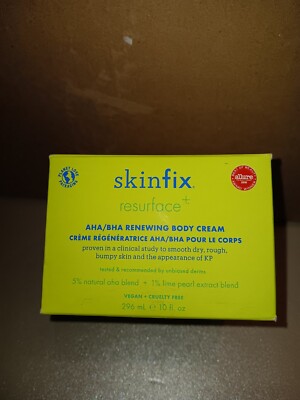 skinfix.
resurface+
AHA/BHA RENEWING BODY CREAM
CRÈME RÉGÉNÉRATRICE AHA/BHA POUR LE CORPS
proven in a clinical study to smooth dry, rough,
bumpy skin and the appearance of KP
tested & recommended by unbiased derms
5% natural aha blend + 1% lime pearl extract blend
VEGAN + CRUELTY FREE
296 mL e 10 fl. oz
allure